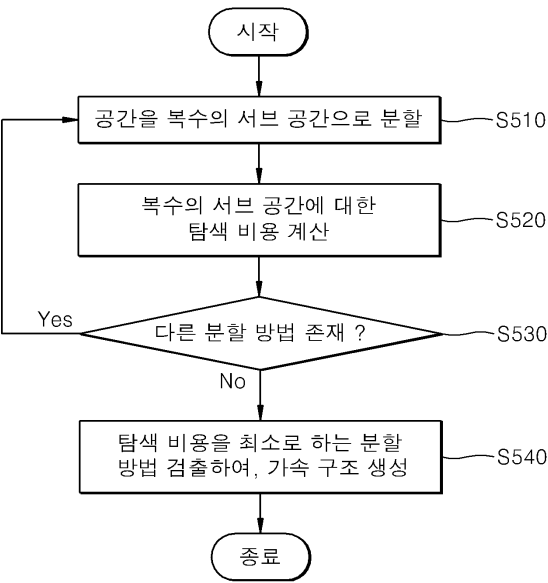 시작
공간을 복수의 서브 공간으로 분할
S510
복수의 서브 공간에 대한
탐색 비용 계산
S520
다른 분할 방법 존재 ?
S530
Yes
No
탐색 비용을 최소로 하는 분할
방법 검출하여, 가속 구조 생성
S540
종료